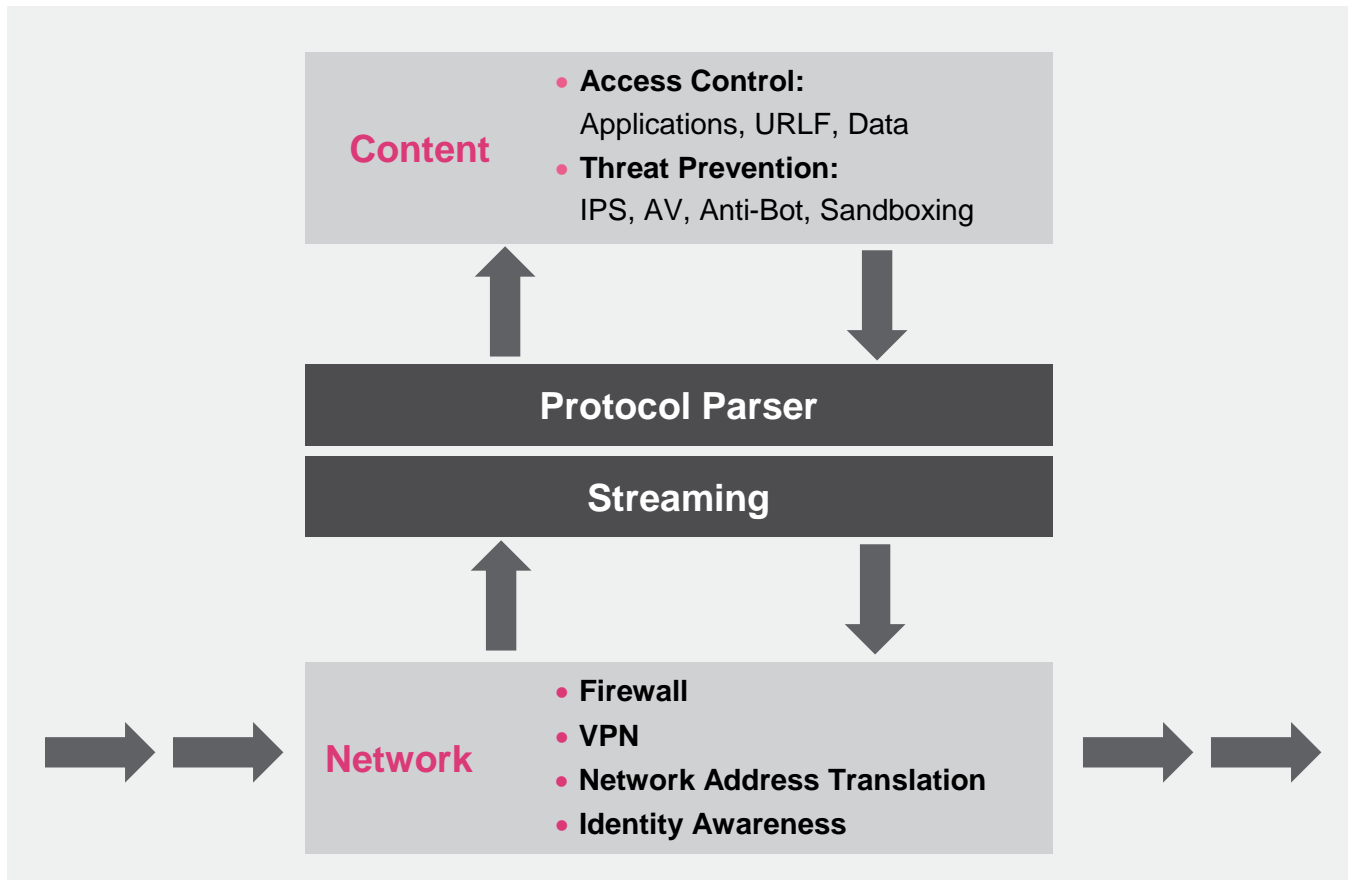 Content
• Access Control:
Applications, URLF, Data
• Threat Prevention:
IPS, AV, Anti-Bot, Sandboxing
Protocol Parser
Streaming
Network
• Firewall
• VPN
• Network Address Translation
• Identity Awareness